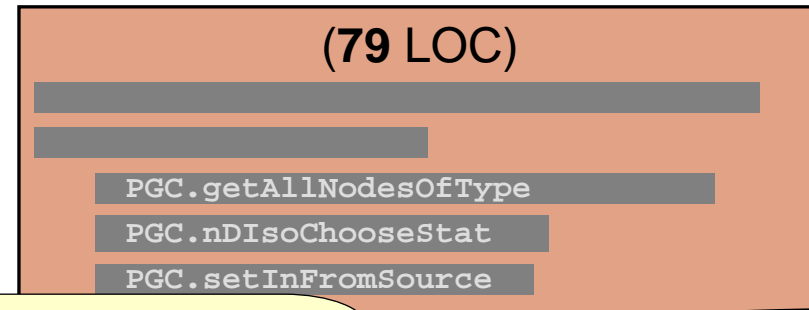 (79 LOC)
PGC.getAllNodesOfType
PGC.nDIsoChooseStat
PGC.setInFromSource